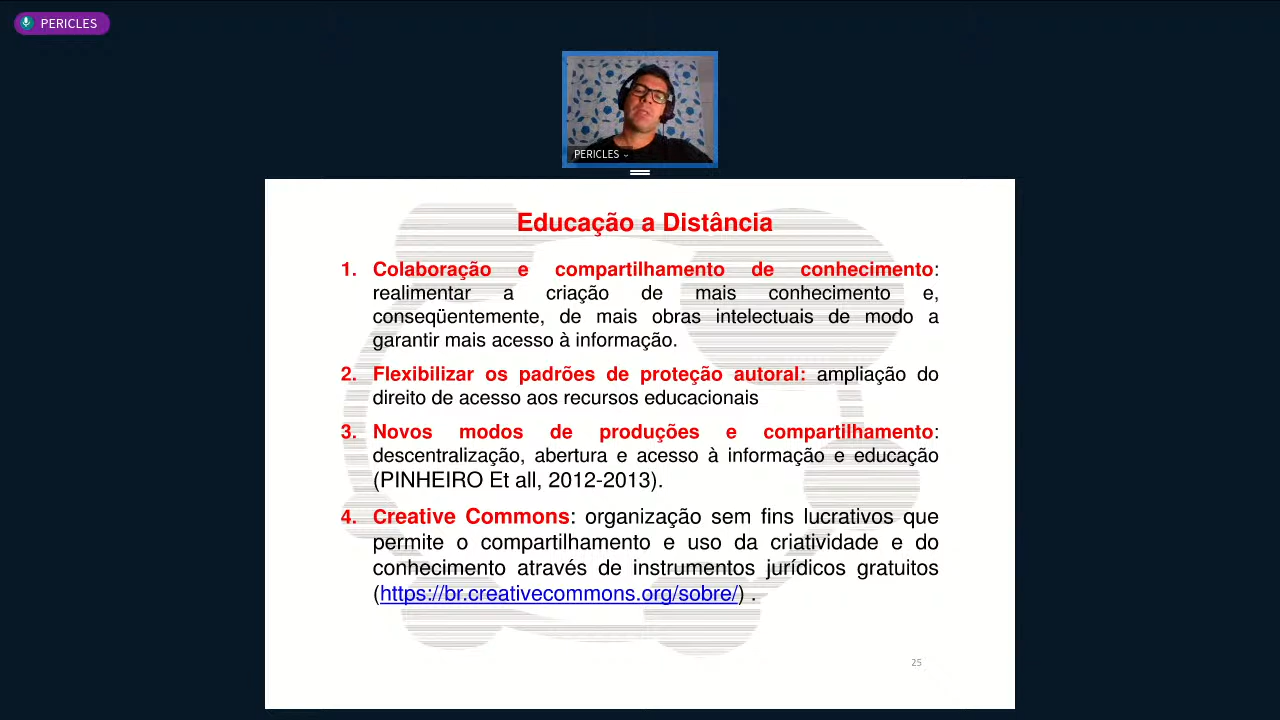 PERICLES
PERICLES
Educação a Distância
1. Colaboração e compartilhamento de conhecimento:
realimentar a criação de mais conhecimento e,
conseqüentemente, de mais obras intelectuais de modo a
garantir mais acesso à informação.
2. Flexibilizar os padrões de proteção autoral: ampliação do
direito de acesso aos recursos educacionais
3. Novos modos de produções e compartilhamento:
descentralização, abertura e acesso à informação e educação
(PINHEIRO Et all, 2012-2013).
4. Creative Commons: organização sem fins lucrativos que
permite o compartilhamento e uso da criatividade e do
conhecimento através de instrumentos jurídicos gratuitos
(https://br.creativecommons.org/sobre/) .
25